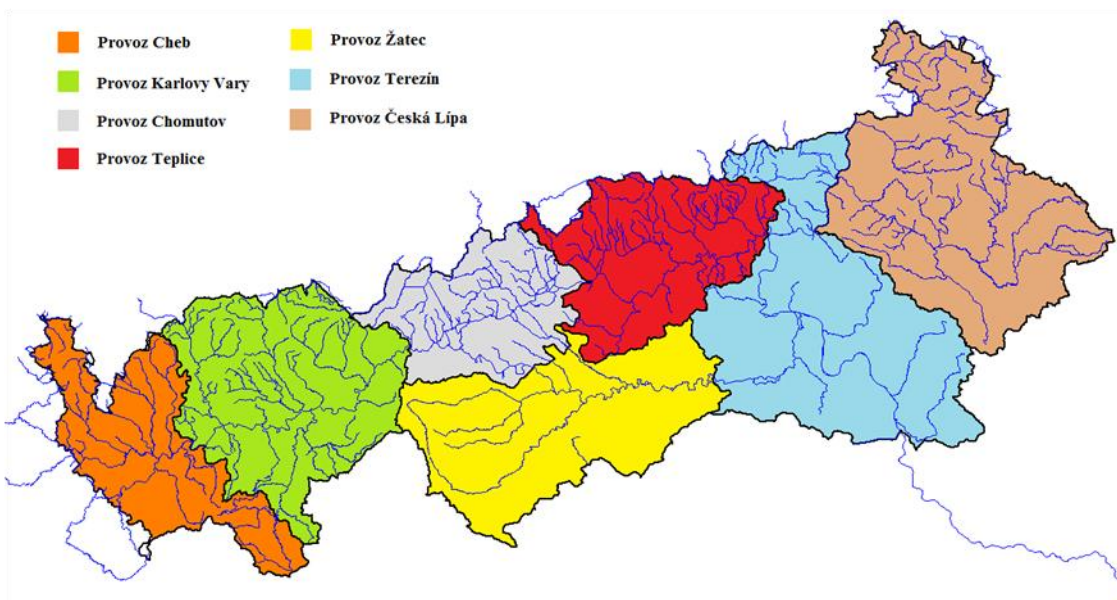 Provoz Cheb
Provoz Karlovy Vary
Provoz Chomutov
Provoz Teplice
Provoz Žatec
Provoz Terezín
Provoz Česká Lípa